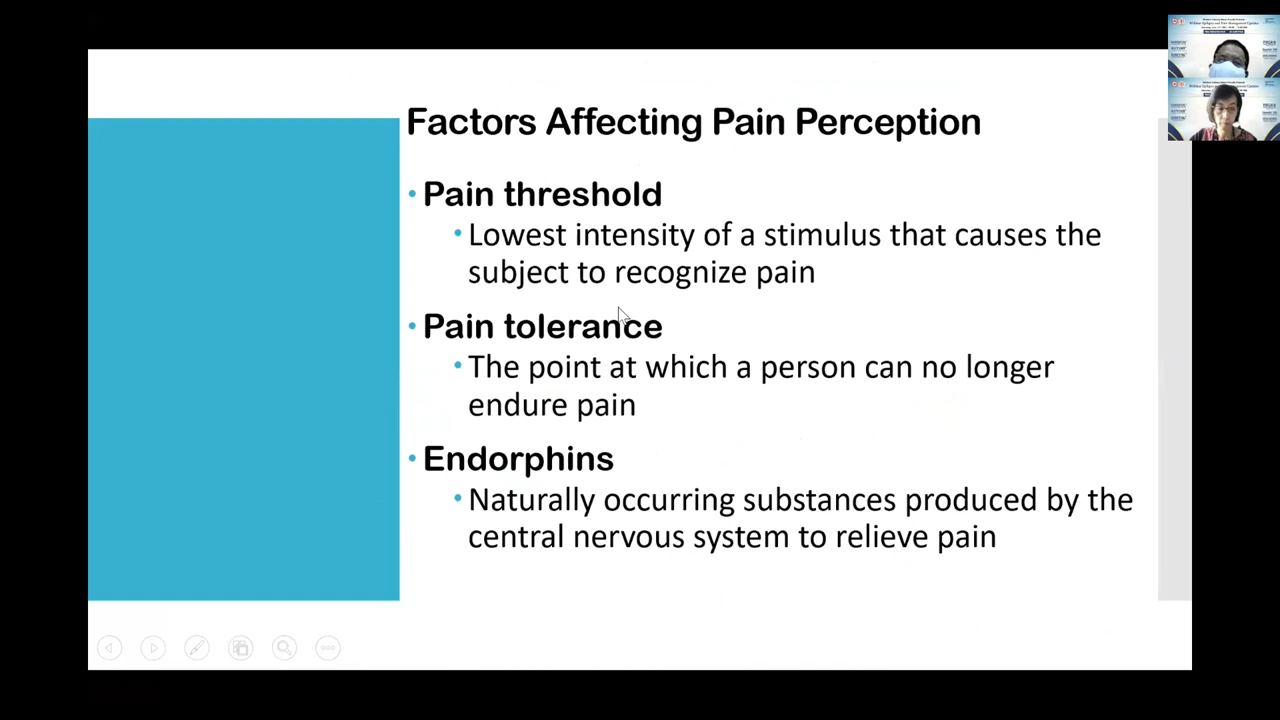 Factors Affecting Pain Perception
• Pain threshold
• Lowest intensity of a stimulus that causes the
subject to recognize pain
• Pain tolerance
• The point at which a person can no longer
endure pain
• Endorphins
• Naturally occurring substances produced by the
central nervous system to relieve pain